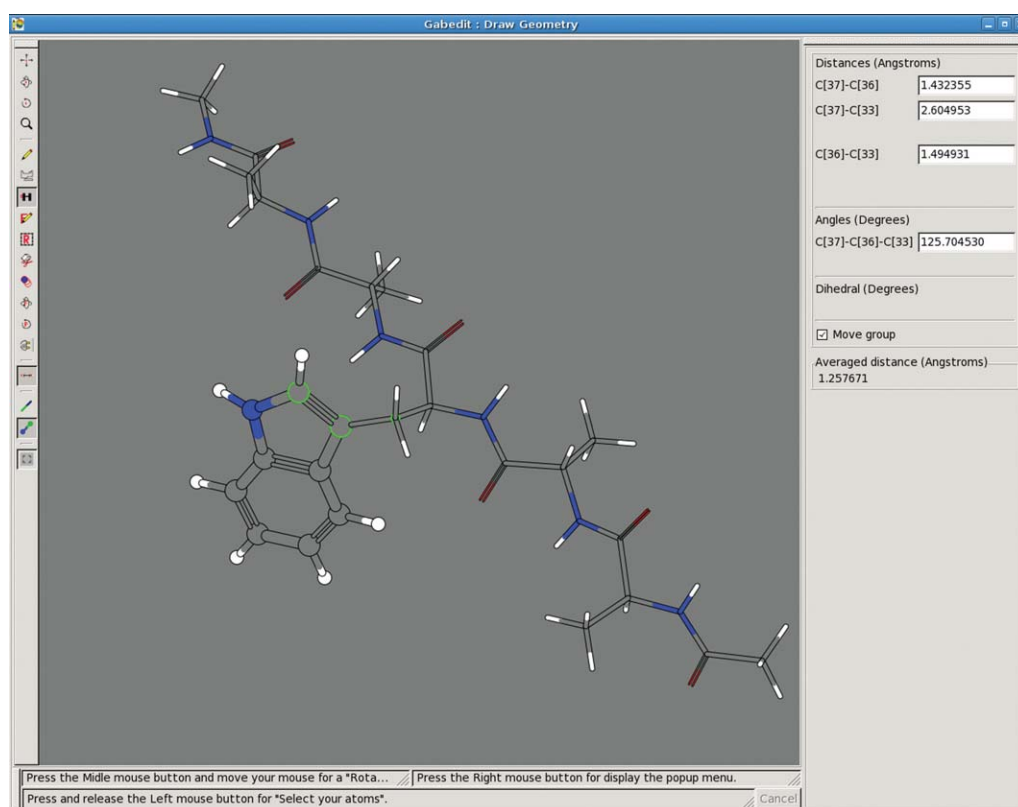 Gabedit : Draw Geometry
Distances (Angstroms)
C[37]-C[36] 1.432355
C[37]-C[33] 2.604953
C[36]-C[33] 1.494931
Angles (Degrees)
C[37]-C[36]-C[33] 125.704530
Dihedral (Degrees)
Move group
Averaged distance (Angstroms)
1.257671
Press the Midle mouse button and move your mouse for a "Rota... Press the Right mouse button for display the popup menu.
Press and release the Left mouse button for "Select your atoms". Cancel